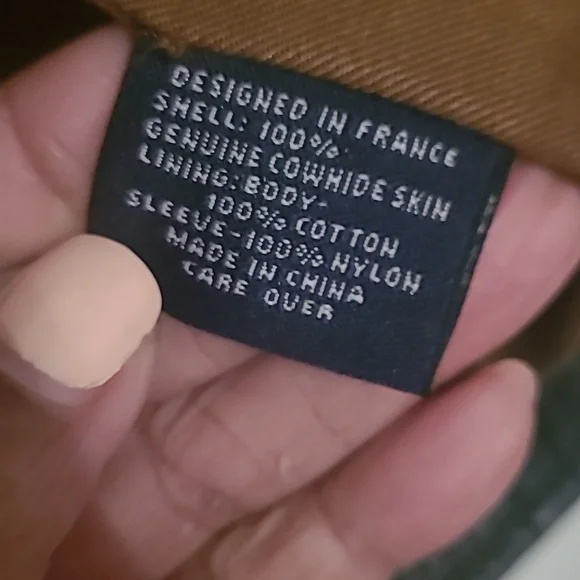 DESIGNED IN FRANCE
SHELL: 100%
GENUINE COWHIDE SKIN
LINING: BODY-
100% COTTON
SLEEVE-100% NYLON
MADE IN CHINA
CARE OVER